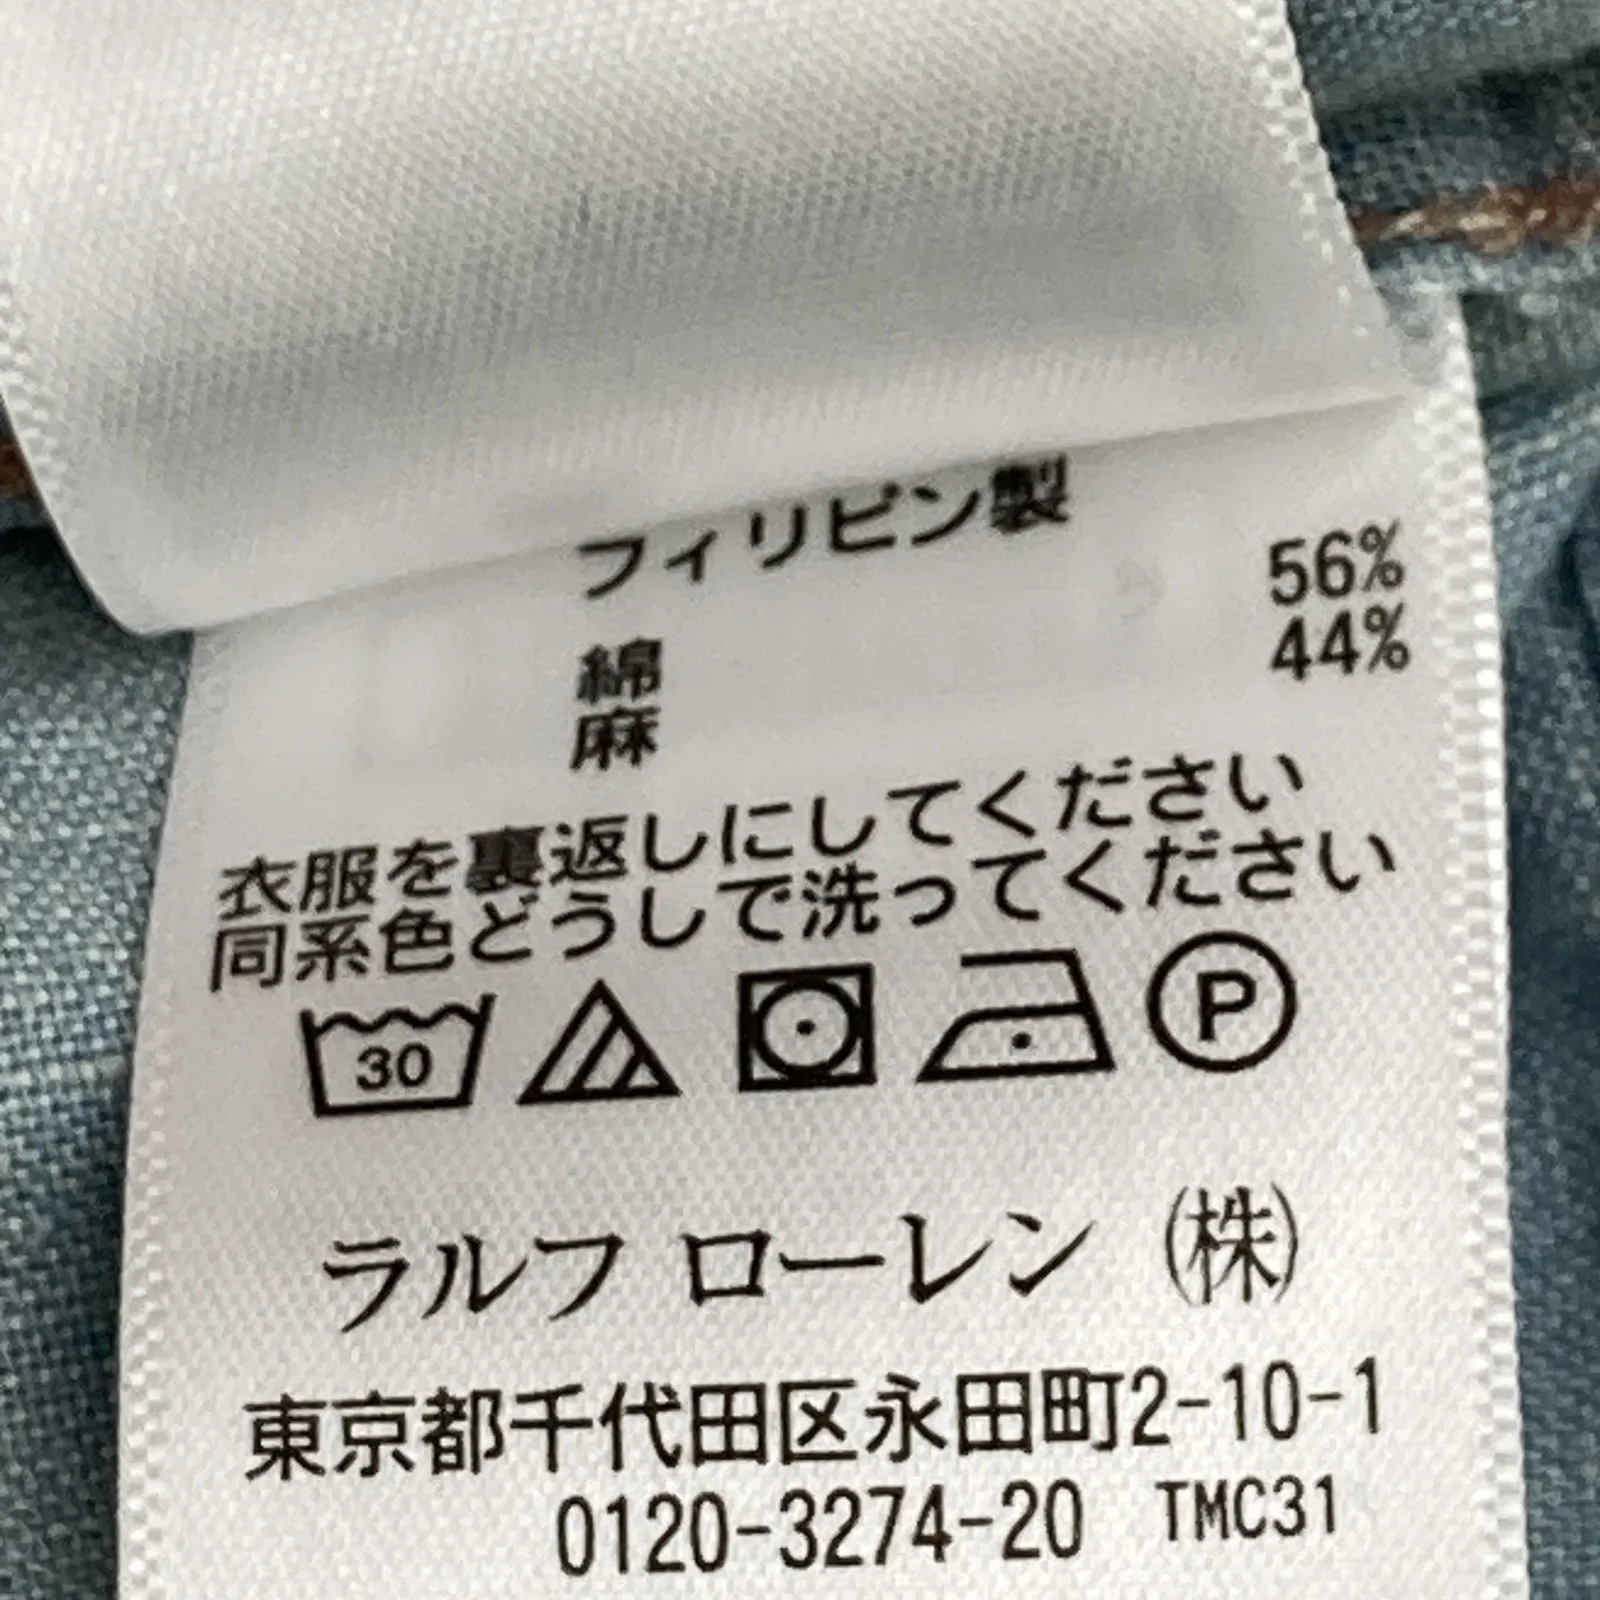 フィリピン製
綿 56%
麻 44%
衣服を裏返しにしてください
同系色どうしで洗ってください
30 P
ラルフ ローレン ㈱
東京都千代田区永田町2-10-1
0120-3274-20 TMC31